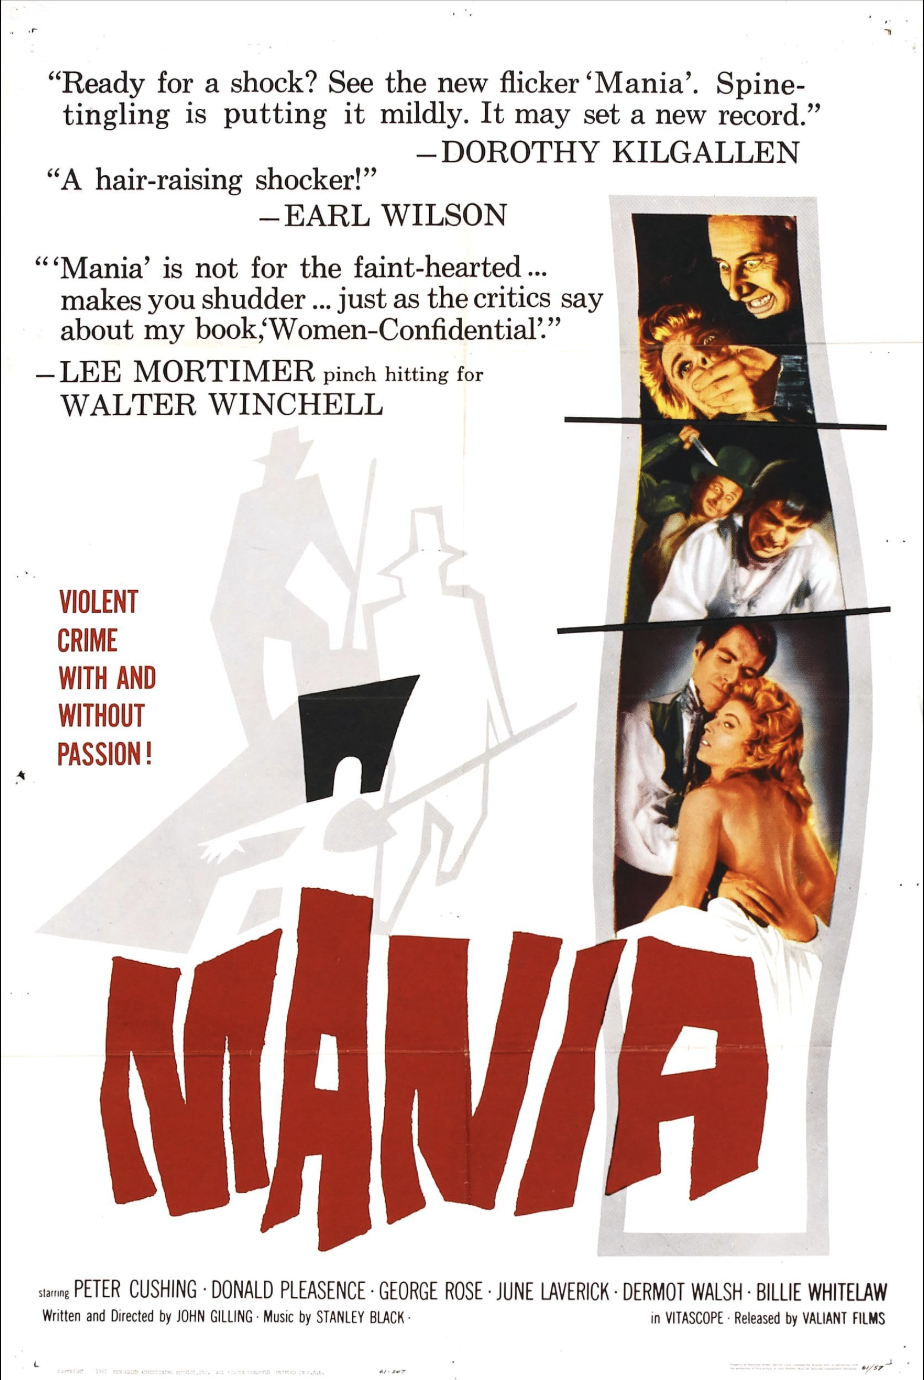 “Ready for a shock? See the new flicker ‘Mania’. Spine-
tingling is putting it mildly. It may set a new record.”
—DOROTHY KILGALLEN
“A hair-raising shocker!”
—EARL WILSON
“‘Mania’ is not for the faint-hearted ...
makes you shudder ... just as the critics say
about my book,‘Women-Confidential’.”
—LEE MORTIMER pinch hitting for
WALTER WINCHELL
VIOLENT
CRIME
WITH AND
WITHOUT
PASSION!
MANIA
starring PETER CUSHING · DONALD PLEASENCE · GEORGE ROSE · JUNE LAVERICK · DERMOT WALSH · BILLIE WHITELAW
Written and Directed by JOHN GILLING · Music by STANLEY BLACK ·
in VITASCOPE · Released by VALIANT FILMS
61/57